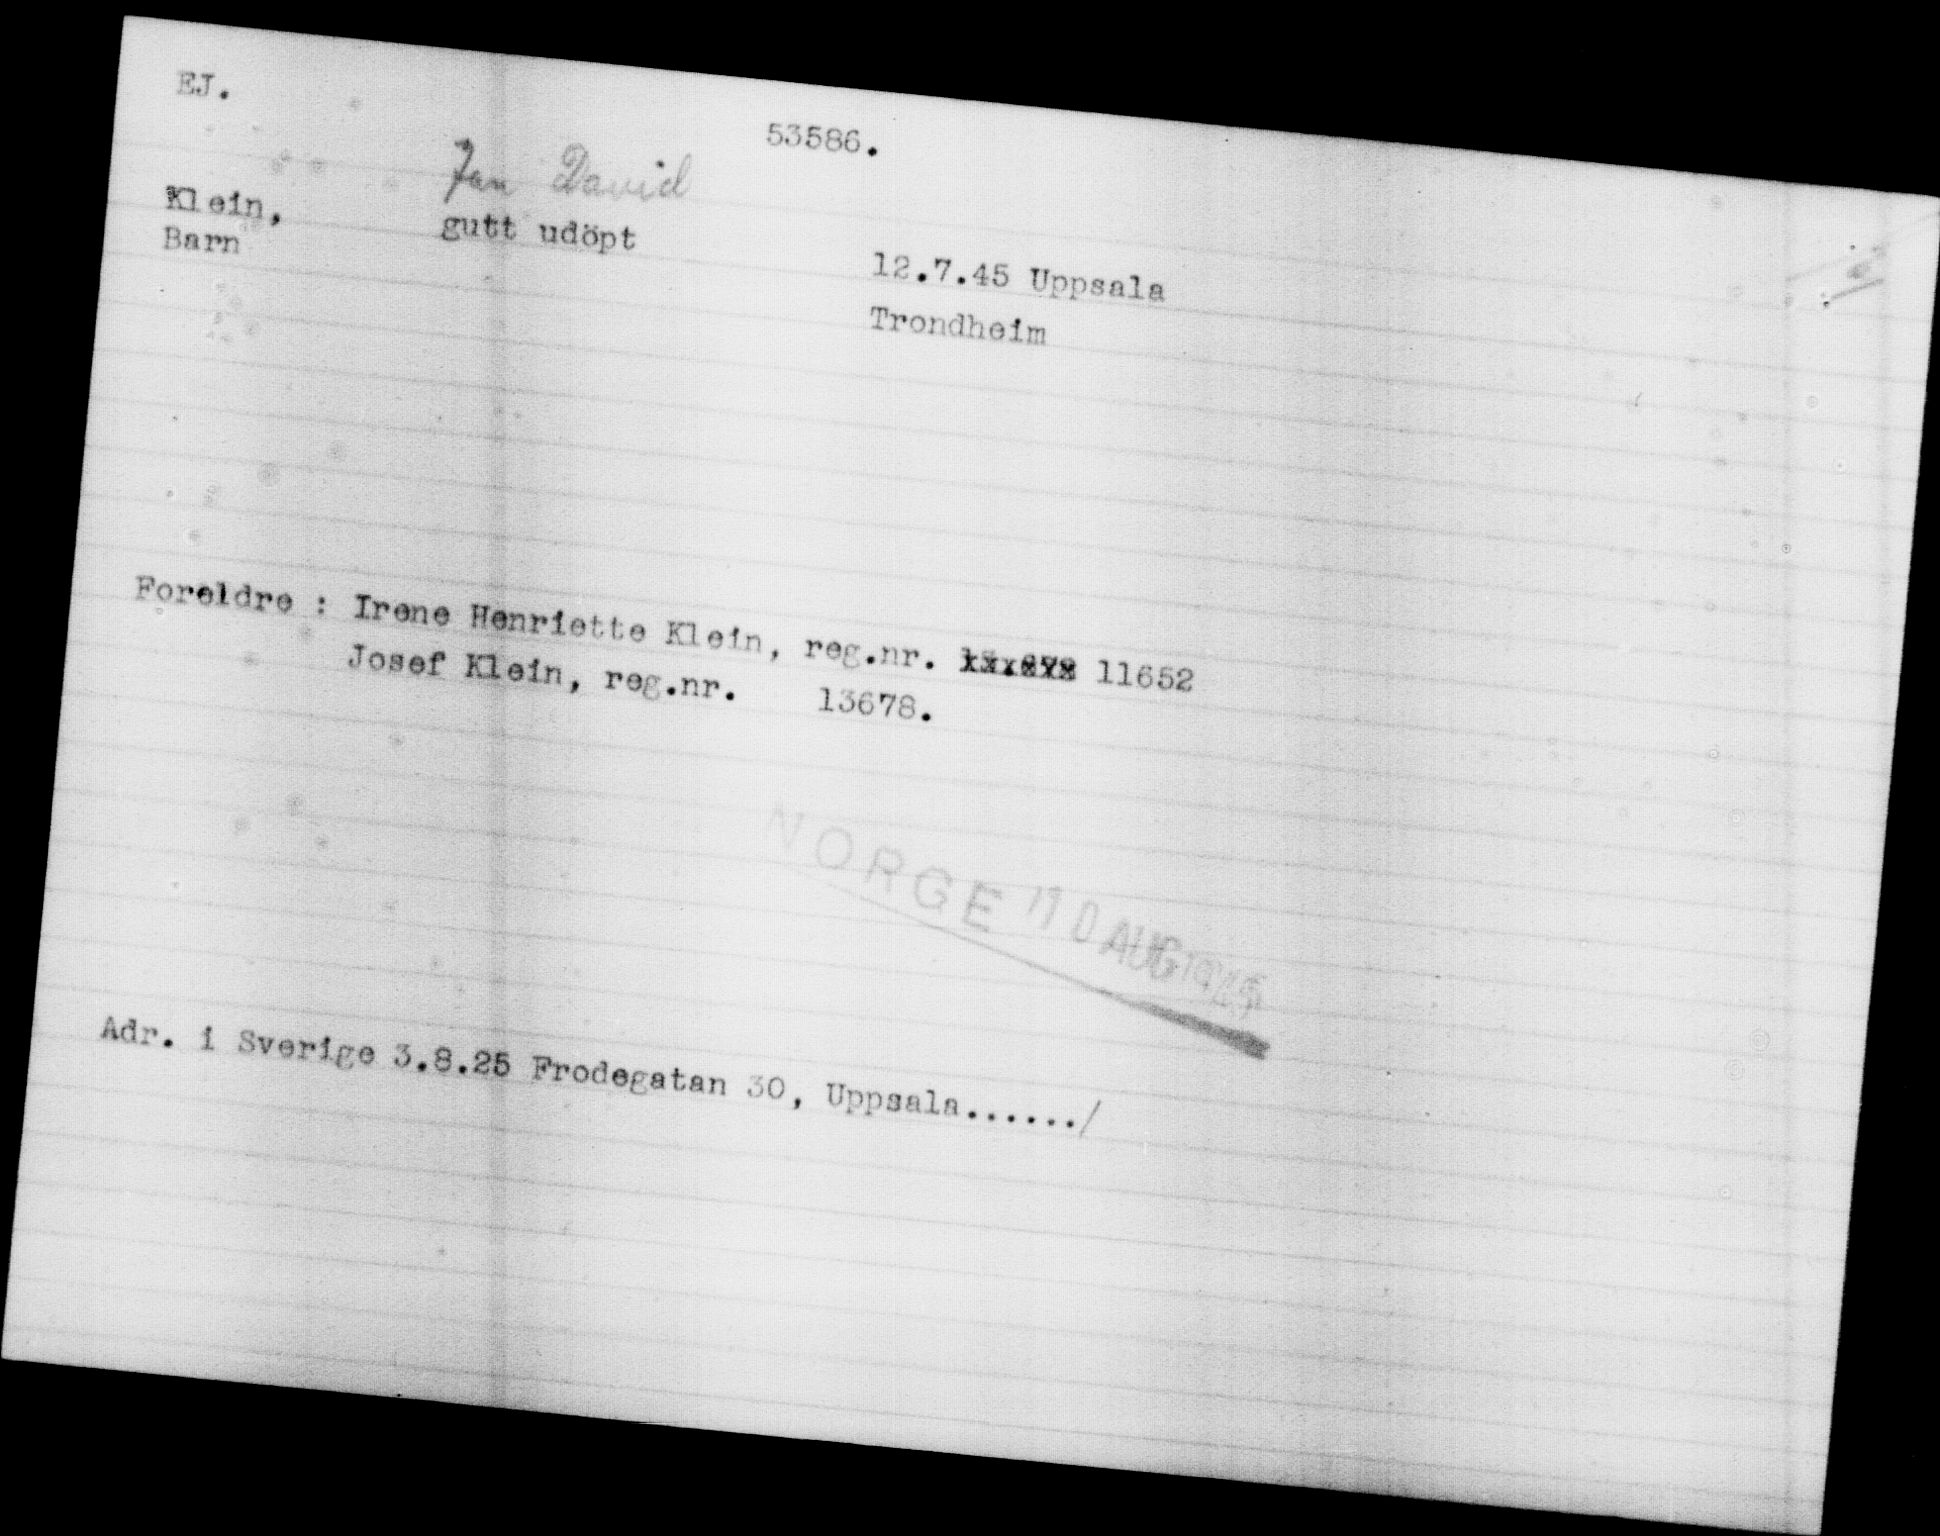 EJ.
53586.
Jan David
Klein, gutt udöpt
Barn
12.7.45 Uppsala
Trondheim
Foreldre : Irene Henriette Klein, reg.nr. 11652
Josef Klein, reg.nr. 13678.
NORGE 10 AUG 1945
Adr. i Sverige 3.8.25 Frodegatan 30, Uppsala....../